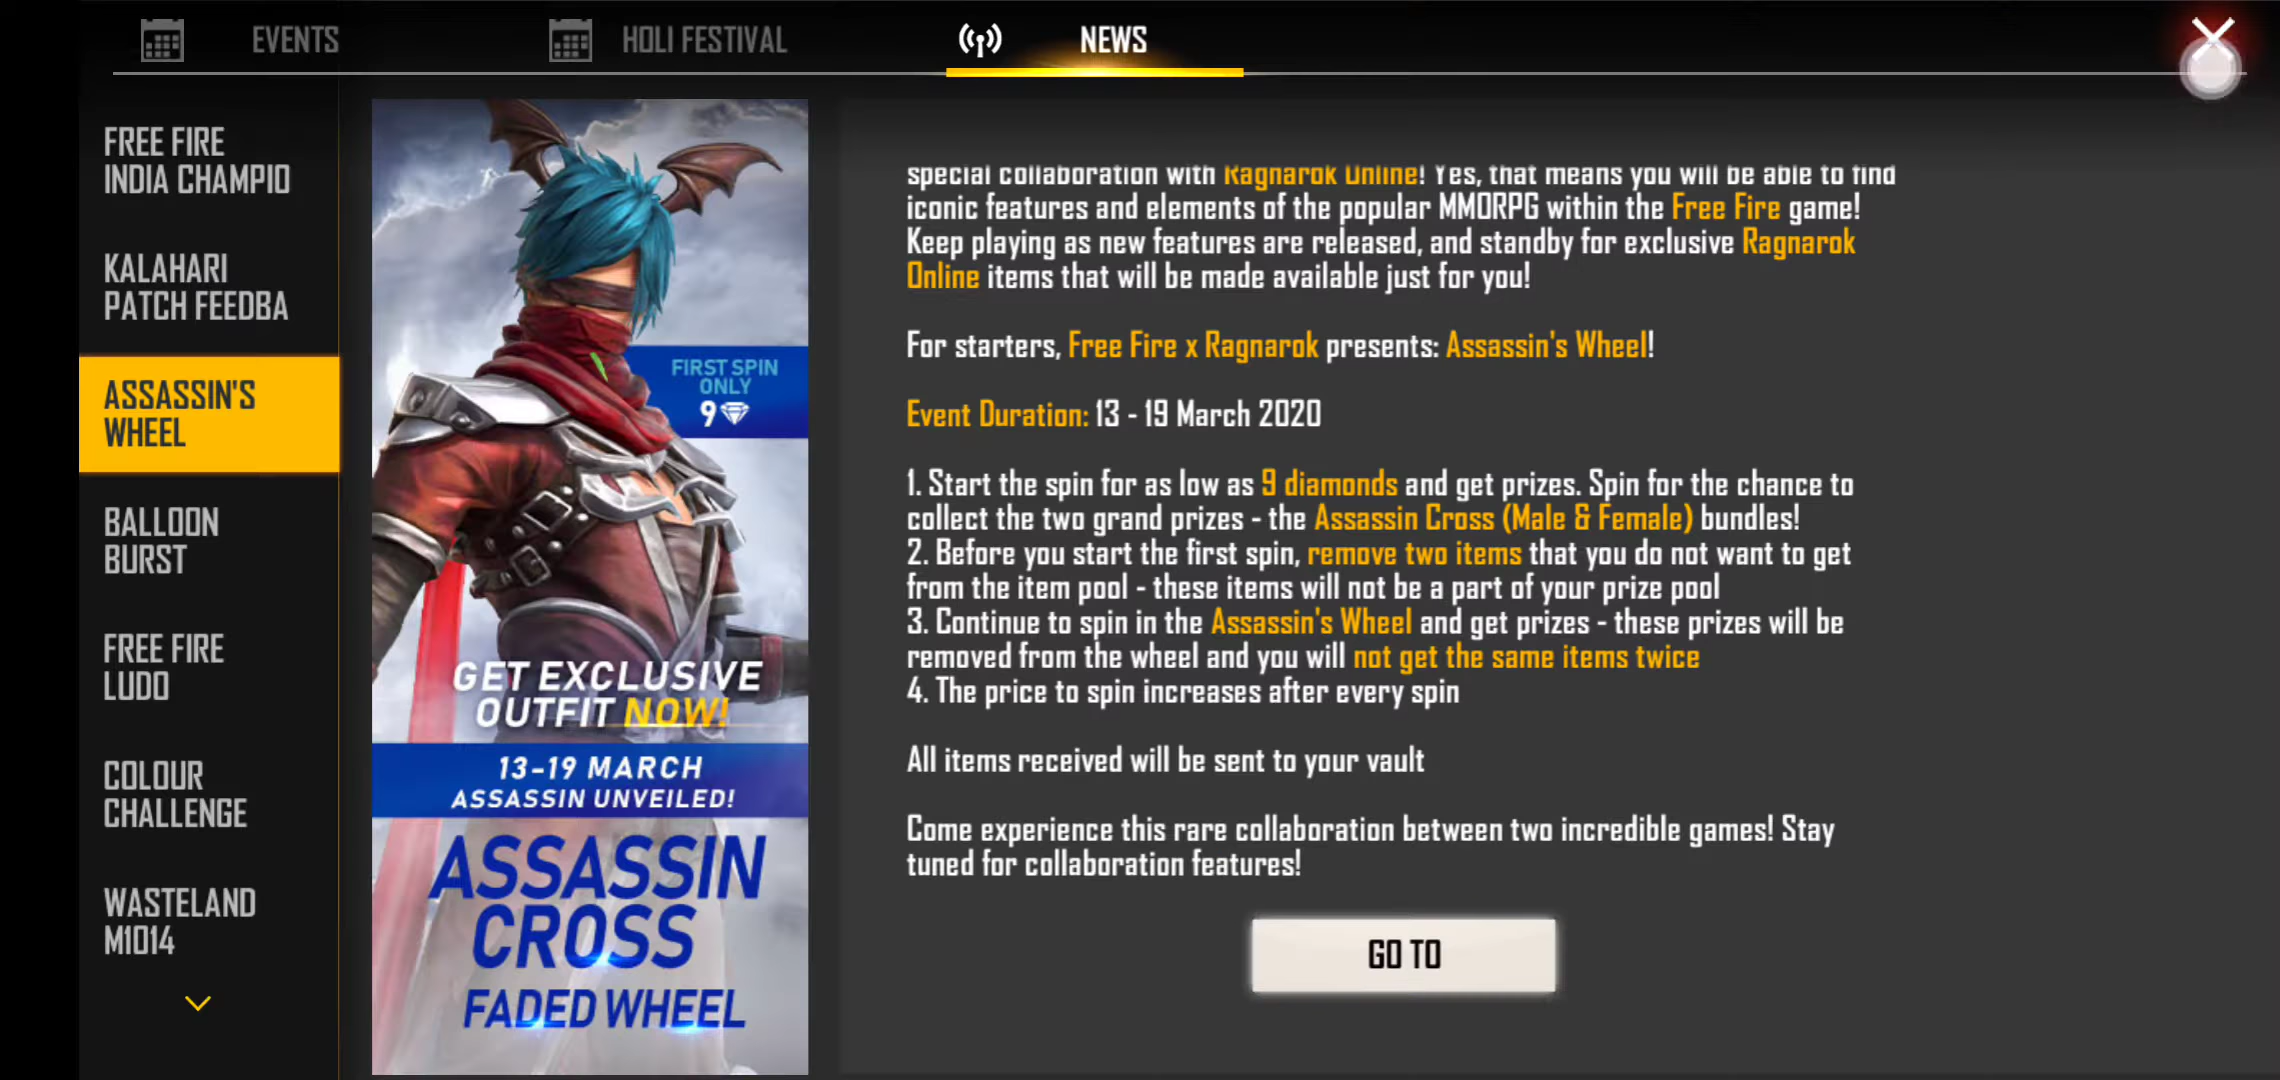 EVENTS
HOLI FESTIVAL
NEWS
FREE FIRE
INDIA CHAMPIO
KALAHARI
PATCH FEEDBA
ASSASSIN'S
WHEEL
BALLOON
BURST
FREE FIRE
LUDO
COLOUR
CHALLENGE
WASTELAND
M1014
FIRST SPIN
ONLY
9
GET EXCLUSIVE
OUTFIT NOW!
13-19 MARCH
ASSASSIN UNVEILED!
ASSASSIN
CROSS
FADED WHEEL
special collaboration with Ragnarok Online! Yes, that means you will be able to find
iconic features and elements of the popular MMORPG within the Free Fire game!
Keep playing as new features are released, and standby for exclusive Ragnarok
Online items that will be made available just for you!
For starters, Free Fire x Ragnarok presents: Assassin's Wheel!
Event Duration: 13 - 19 March 2020
1. Start the spin for as low as 9 diamonds and get prizes. Spin for the chance to
collect the two grand prizes - the Assassin Cross (Male & Female) bundles!
2. Before you start the first spin, remove two items that you do not want to get
from the item pool - these items will not be a part of your prize pool
3. Continue to spin in the Assassin's Wheel and get prizes - these prizes will be
removed from the wheel and you will not get the same items twice
4. The price to spin increases after every spin
All items received will be sent to your vault
Come experience this rare collaboration between two incredible games! Stay
tuned for collaboration features!
GO TO